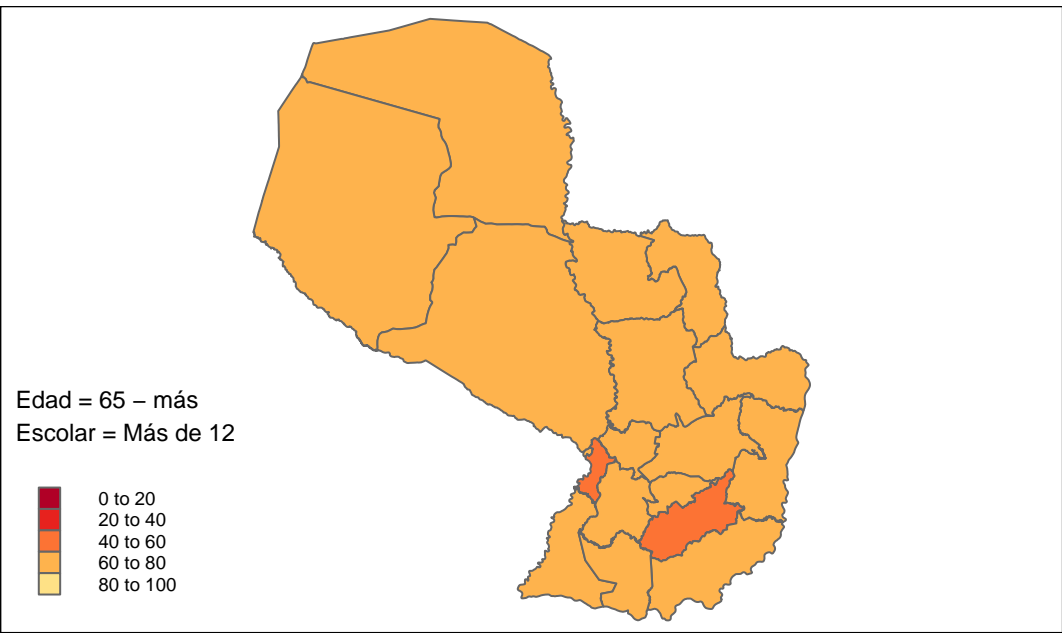 Edad = 65 − más
Escolar = Más de 12
0 to 20
20 to 40
40 to 60
60 to 80
80 to 100